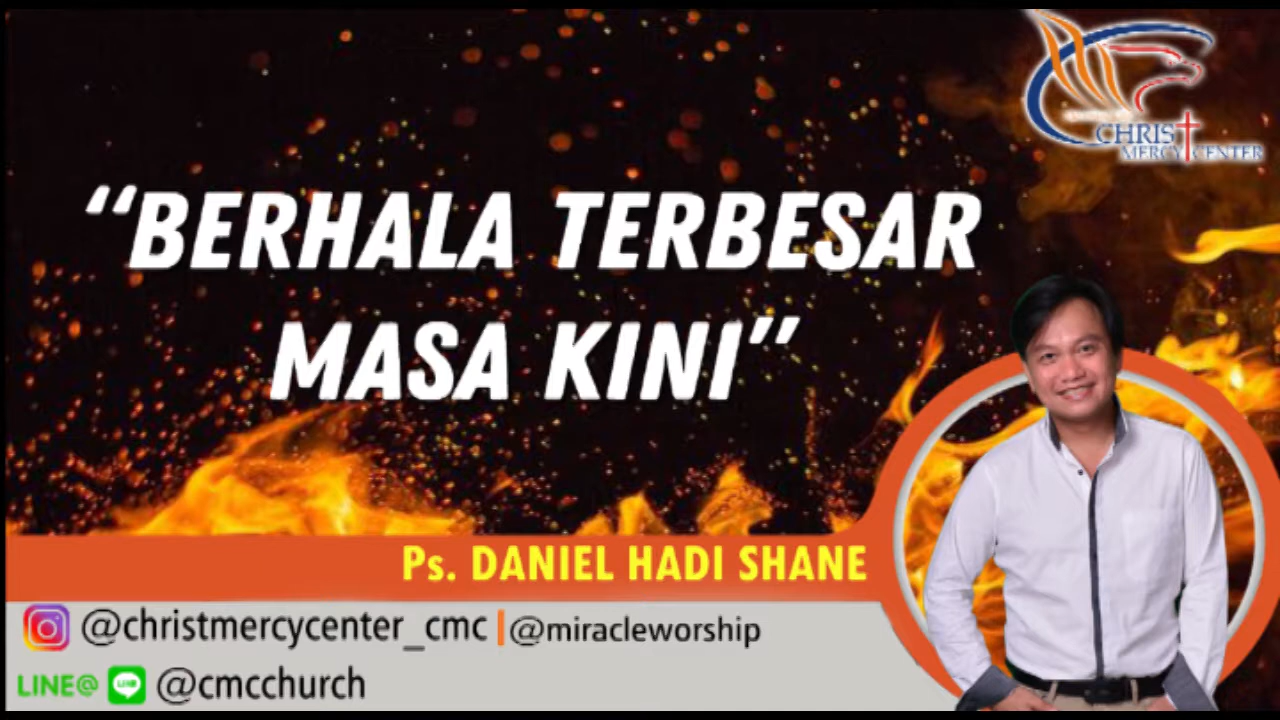 CHRIST
MERCY CENTER
“BERHALA TERBESAR
MASA KINI”
Ps. DANIEL HADI SHANE
@christmercycenter_cmc | @miracleworship
LINE@ @cmcchurch